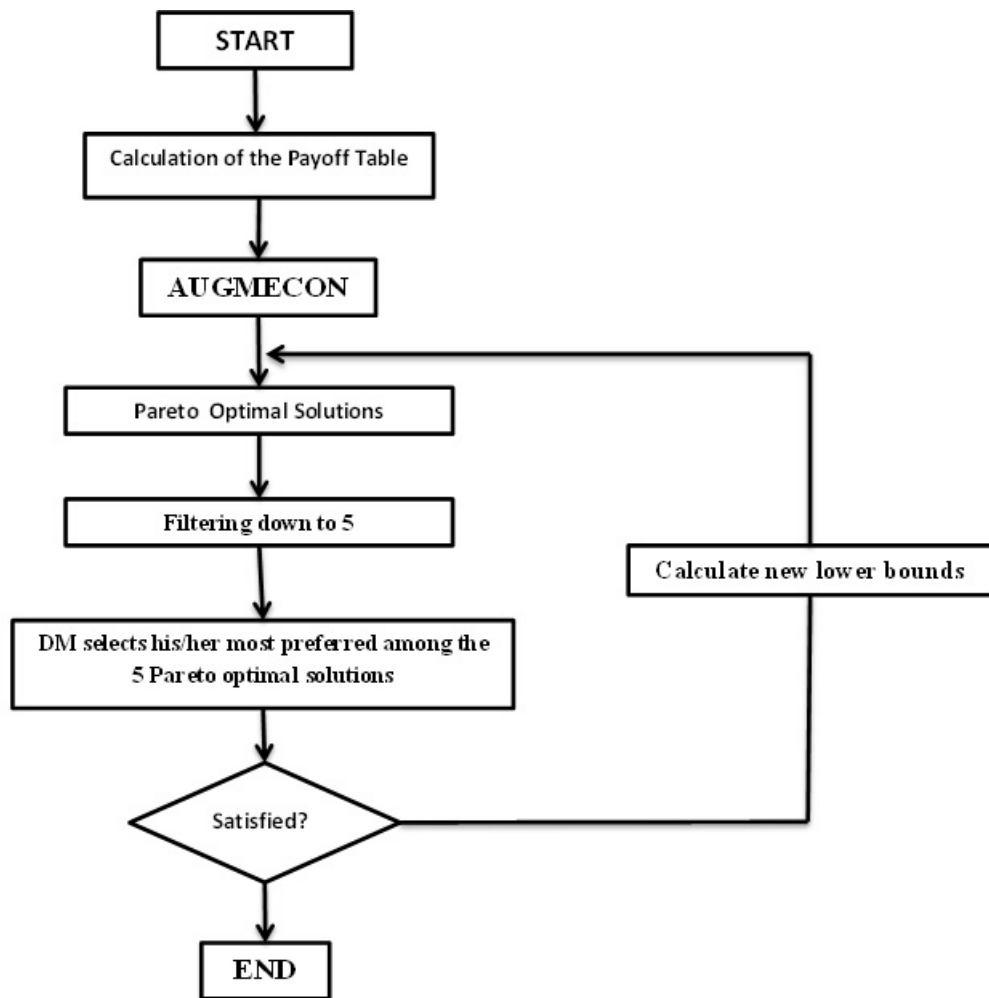 START
Calculation of the Payoff Table
AUGMECON
Pareto Optimal Solutions
Filtering down to 5
Calculate new lower bounds
DM selects his/her most preferred among the
5 Pareto optimal solutions
Satisfied?
END